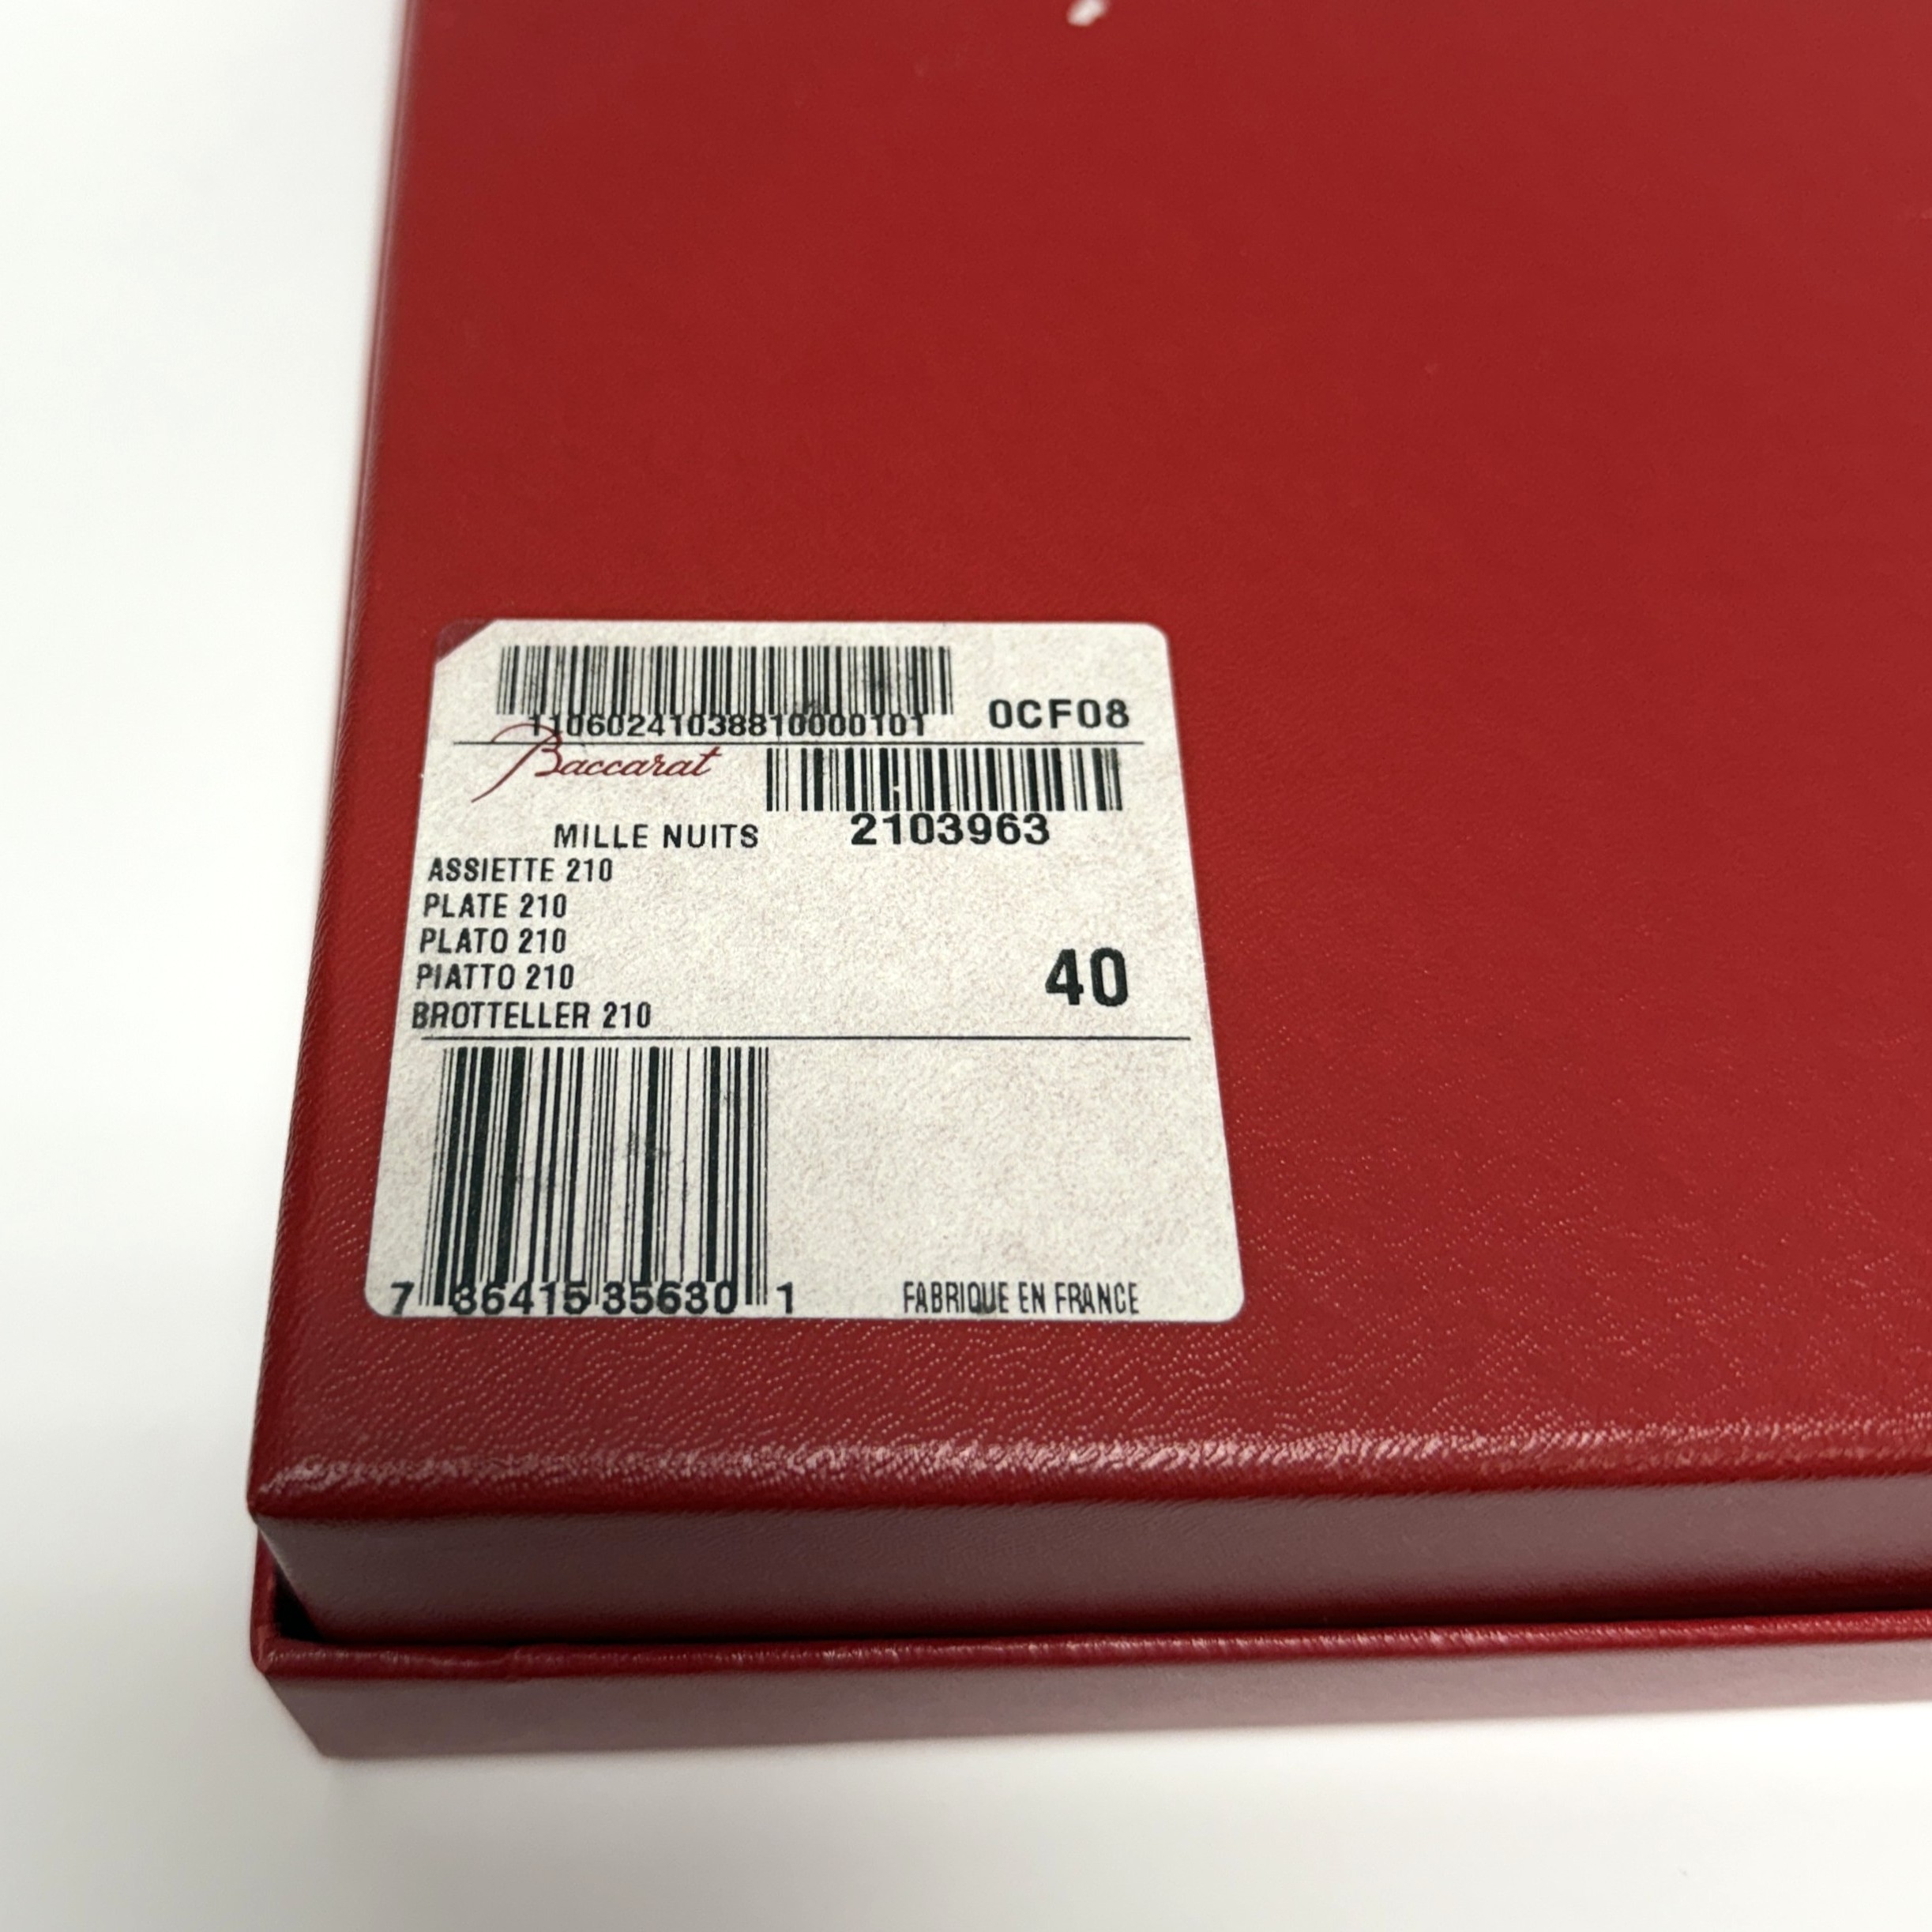 11060241038810000101 0CF08
Baccarat
MILLE NUITS 2103963
ASSIETTE 210
PLATE 210
PLATO 210
PIATTO 210
BROTTELLER 210
40
7 36415 35630 1 FABRIQUE EN FRANCE